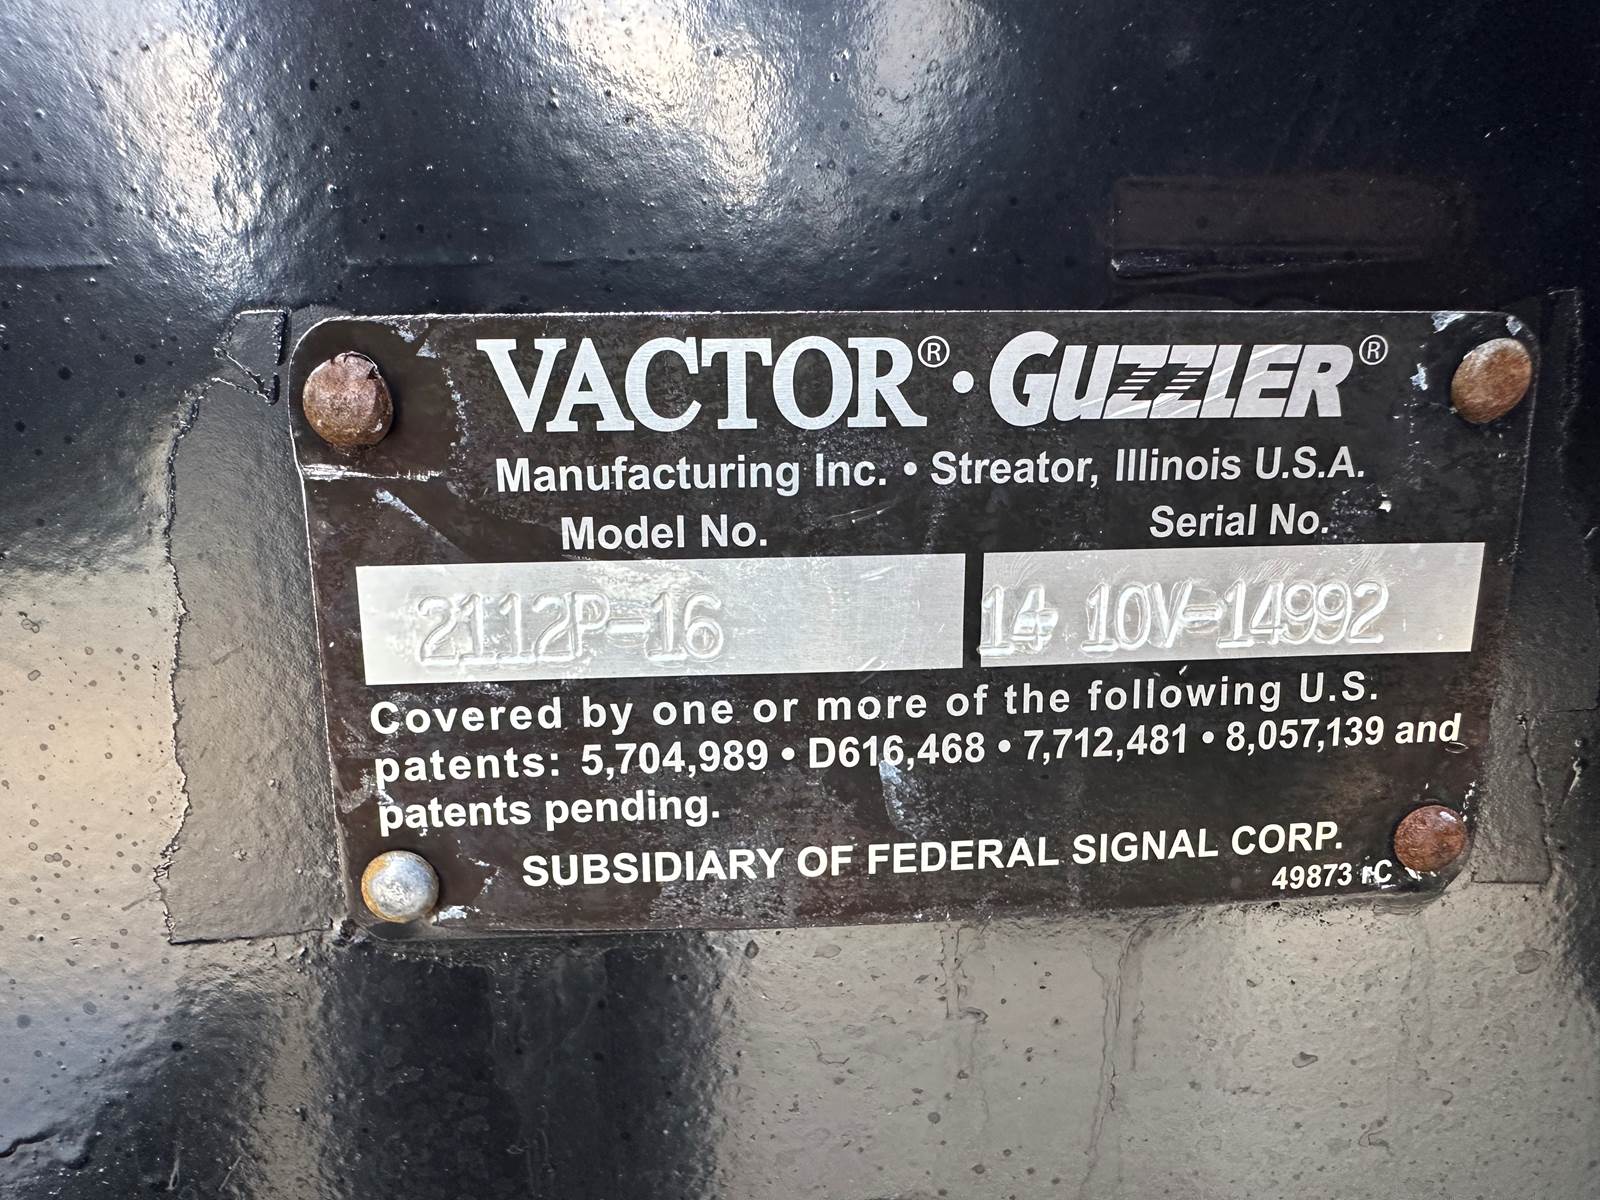 VACTOR® • GUZZLER®
Manufacturing Inc. • Streator, Illinois U.S.A.
Model No. Serial No.
2112P-16 14 10V-14992
Covered by one or more of the following U.S.
patents: 5,704,989 • D616,468 • 7,712,481 • 8,057,139 and
patents pending.
SUBSIDIARY OF FEDERAL SIGNAL CORP.
49873 rC